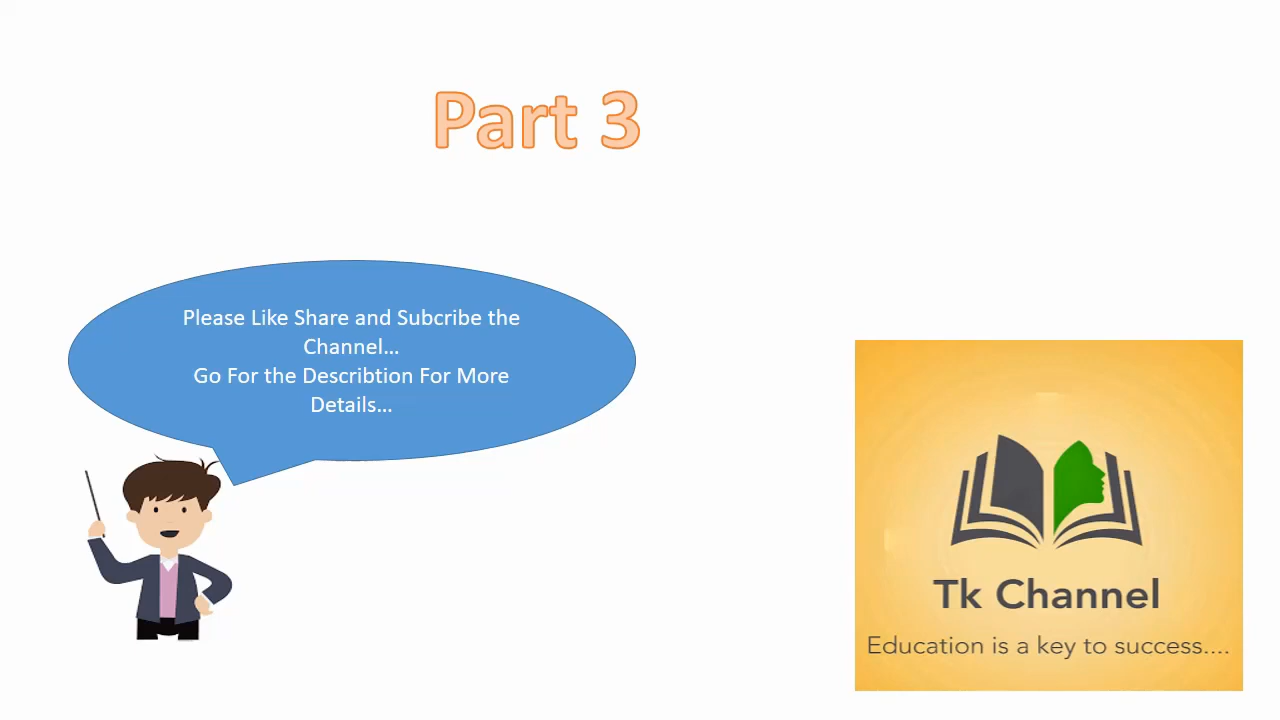 Part 3
Please Like Share and Subcribe the
Channel...
Go For the Describtion For More
Details...
Tk Channel
Education is a key to success....